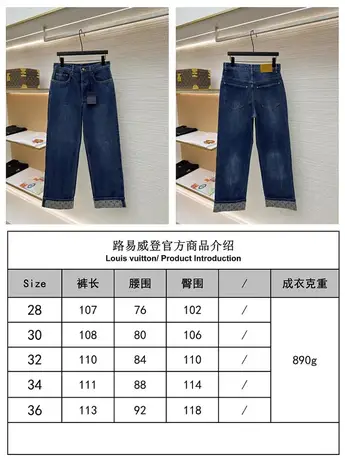 路易威登官方商品介绍
Louis vuitton/ Product Introduction
Size 裤长 腰围 臀围 / 成衣克重
28 107 76 102 /
30 108 80 106 /
32 110 84 110 / 890g
34 111 88 114 /
36 113 92 118 /